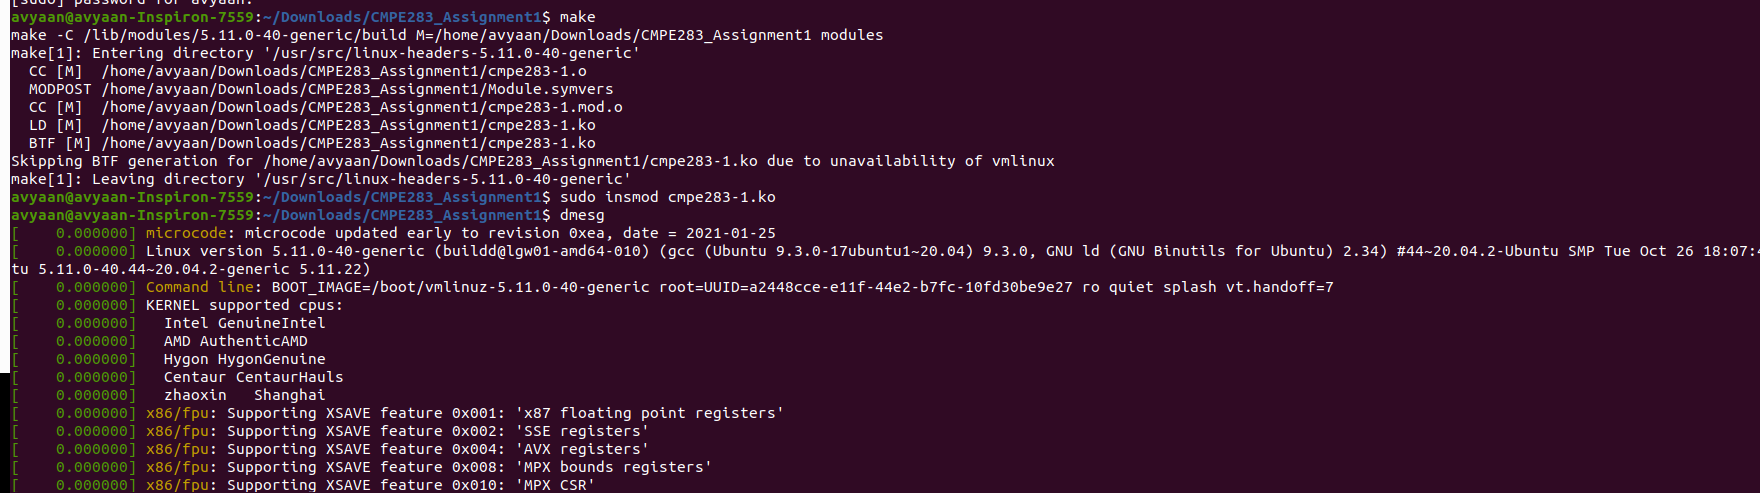 [sudo] password for avyaan:
avyaan@avyaan-Inspiron-7559:~/Downloads/CMPE283_Assignment1$ make
make -C /lib/modules/5.11.0-40-generic/build M=/home/avyaan/Downloads/CMPE283_Assignment1 modules
make[1]: Entering directory '/usr/src/linux-headers-5.11.0-40-generic'
  CC [M]  /home/avyaan/Downloads/CMPE283_Assignment1/cmpe283-1.o
  MODPOST /home/avyaan/Downloads/CMPE283_Assignment1/Module.symvers
  CC [M]  /home/avyaan/Downloads/CMPE283_Assignment1/cmpe283-1.mod.o
  LD [M]  /home/avyaan/Downloads/CMPE283_Assignment1/cmpe283-1.ko
  BTF [M] /home/avyaan/Downloads/CMPE283_Assignment1/cmpe283-1.ko
Skipping BTF generation for /home/avyaan/Downloads/CMPE283_Assignment1/cmpe283-1.ko due to unavailability of vmlinux
make[1]: Leaving directory '/usr/src/linux-headers-5.11.0-40-generic'
avyaan@avyaan-Inspiron-7559:~/Downloads/CMPE283_Assignment1$ sudo insmod cmpe283-1.ko
avyaan@avyaan-Inspiron-7559:~/Downloads/CMPE283_Assignment1$ dmesg
[    0.000000] microcode: microcode updated early to revision 0xea, date = 2021-01-25
[    0.000000] Linux version 5.11.0-40-generic (buildd@lgw01-amd64-010) (gcc (Ubuntu 9.3.0-17ubuntu1~20.04) 9.3.0, GNU ld (GNU Binutils for Ubuntu) 2.34) #44~20.04.2-Ubuntu SMP Tue Oct 26 18:07:4
tu 5.11.0-40.44~20.04.2-generic 5.11.22)
[    0.000000] Command line: BOOT_IMAGE=/boot/vmlinuz-5.11.0-40-generic root=UUID=a2448cce-e11f-44e2-b7fc-10fd30be9e27 ro quiet splash vt.handoff=7
[    0.000000] KERNEL supported cpus:
[    0.000000]   Intel GenuineIntel
[    0.000000]   AMD AuthenticAMD
[    0.000000]   Hygon HygonGenuine
[    0.000000]   Centaur CentaurHauls
[    0.000000]   zhaoxin   Shanghai
[    0.000000] x86/fpu: Supporting XSAVE feature 0x001: 'x87 floating point registers'
[    0.000000] x86/fpu: Supporting XSAVE feature 0x002: 'SSE registers'
[    0.000000] x86/fpu: Supporting XSAVE feature 0x004: 'AVX registers'
[    0.000000] x86/fpu: Supporting XSAVE feature 0x008: 'MPX bounds registers'
[    0.000000] x86/fpu: Supporting XSAVE feature 0x010: 'MPX CSR'